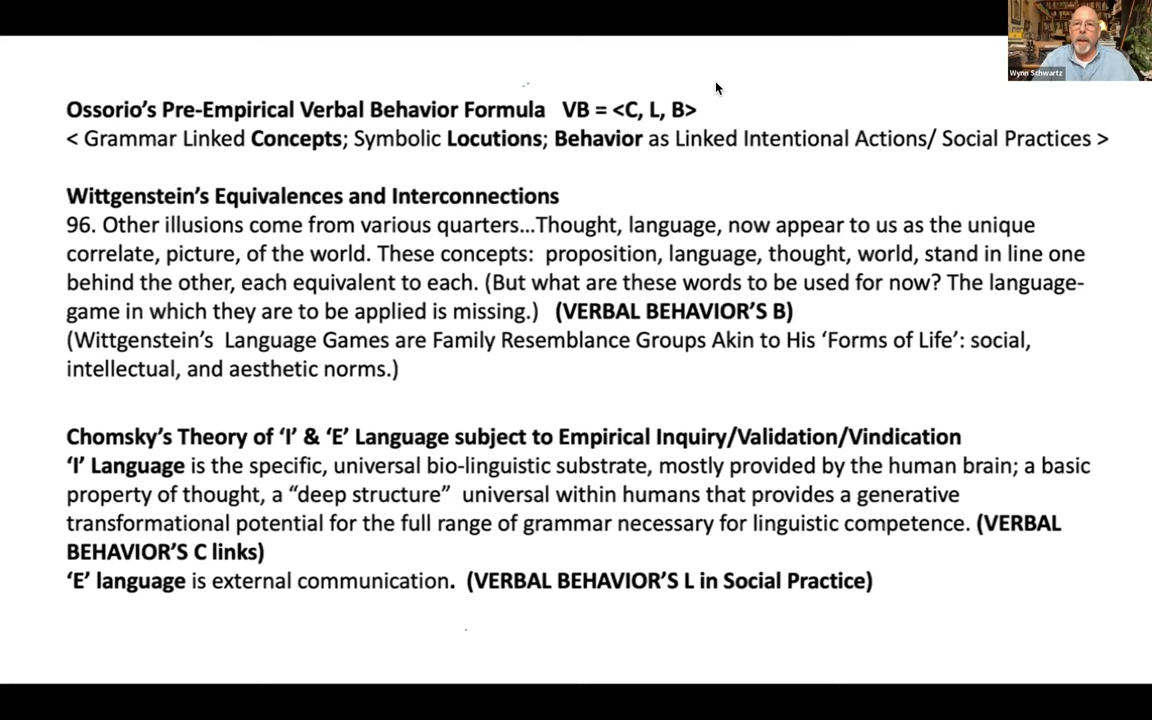 Wynn Schwartz
Ossorio's Pre-Empirical Verbal Behavior Formula VB = <C, L, B>
< Grammar Linked Concepts; Symbolic Locutions; Behavior as Linked Intentional Actions/ Social Practices >
Wittgenstein's Equivalences and Interconnections
96. Other illusions come from various quarters...Thought, language, now appear to us as the unique
correlate, picture, of the world. These concepts: proposition, language, thought, world, stand in line one
behind the other, each equivalent to each. (But what are these words to be used for now? The language-
game in which they are to be applied is missing.) (VERBAL BEHAVIOR'S B)
(Wittgenstein's Language Games are Family Resemblance Groups Akin to His 'Forms of Life': social,
intellectual, and aesthetic norms.)
Chomsky's Theory of 'I' & 'E' Language subject to Empirical Inquiry/Validation/Vindication
'I' Language is the specific, universal bio-linguistic substrate, mostly provided by the human brain; a basic
property of thought, a "deep structure" universal within humans that provides a generative
transformational potential for the full range of grammar necessary for linguistic competence. (VERBAL
BEHAVIOR'S C links)
'E' language is external communication. (VERBAL BEHAVIOR'S L in Social Practice)